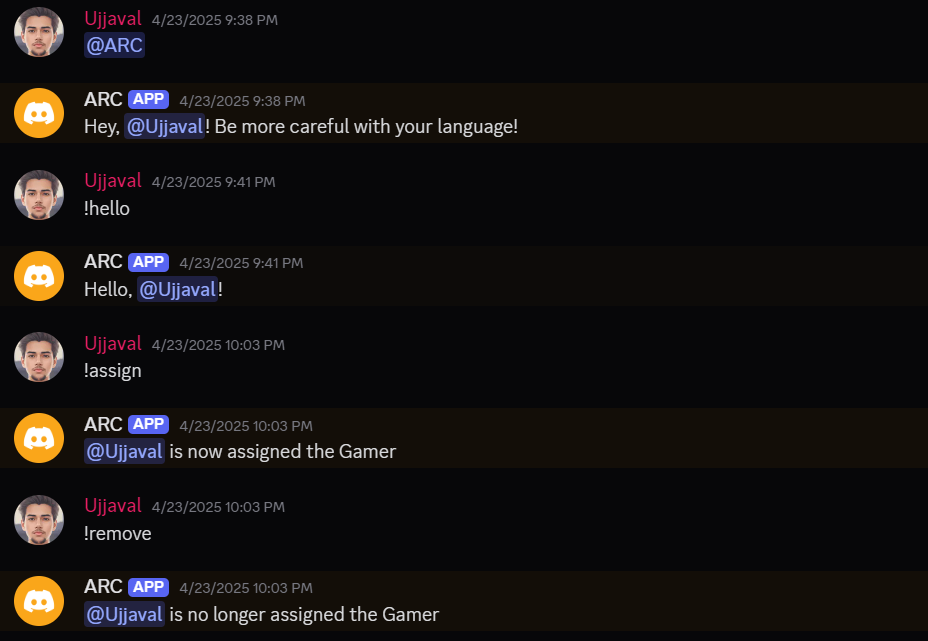 Ujjaval 4/23/2025 9:38 PM
@ARC
ARC APP 4/23/2025 9:38 PM
Hey, @Ujjaval! Be more careful with your language!
Ujjaval 4/23/2025 9:41 PM
!hello
ARC APP 4/23/2025 9:41 PM
Hello, @Ujjaval!
Ujjaval 4/23/2025 10:03 PM
!assign
ARC APP 4/23/2025 10:03 PM
@Ujjaval is now assigned the Gamer
Ujjaval 4/23/2025 10:03 PM
!remove
ARC APP 4/23/2025 10:03 PM
@Ujjaval is no longer assigned the Gamer